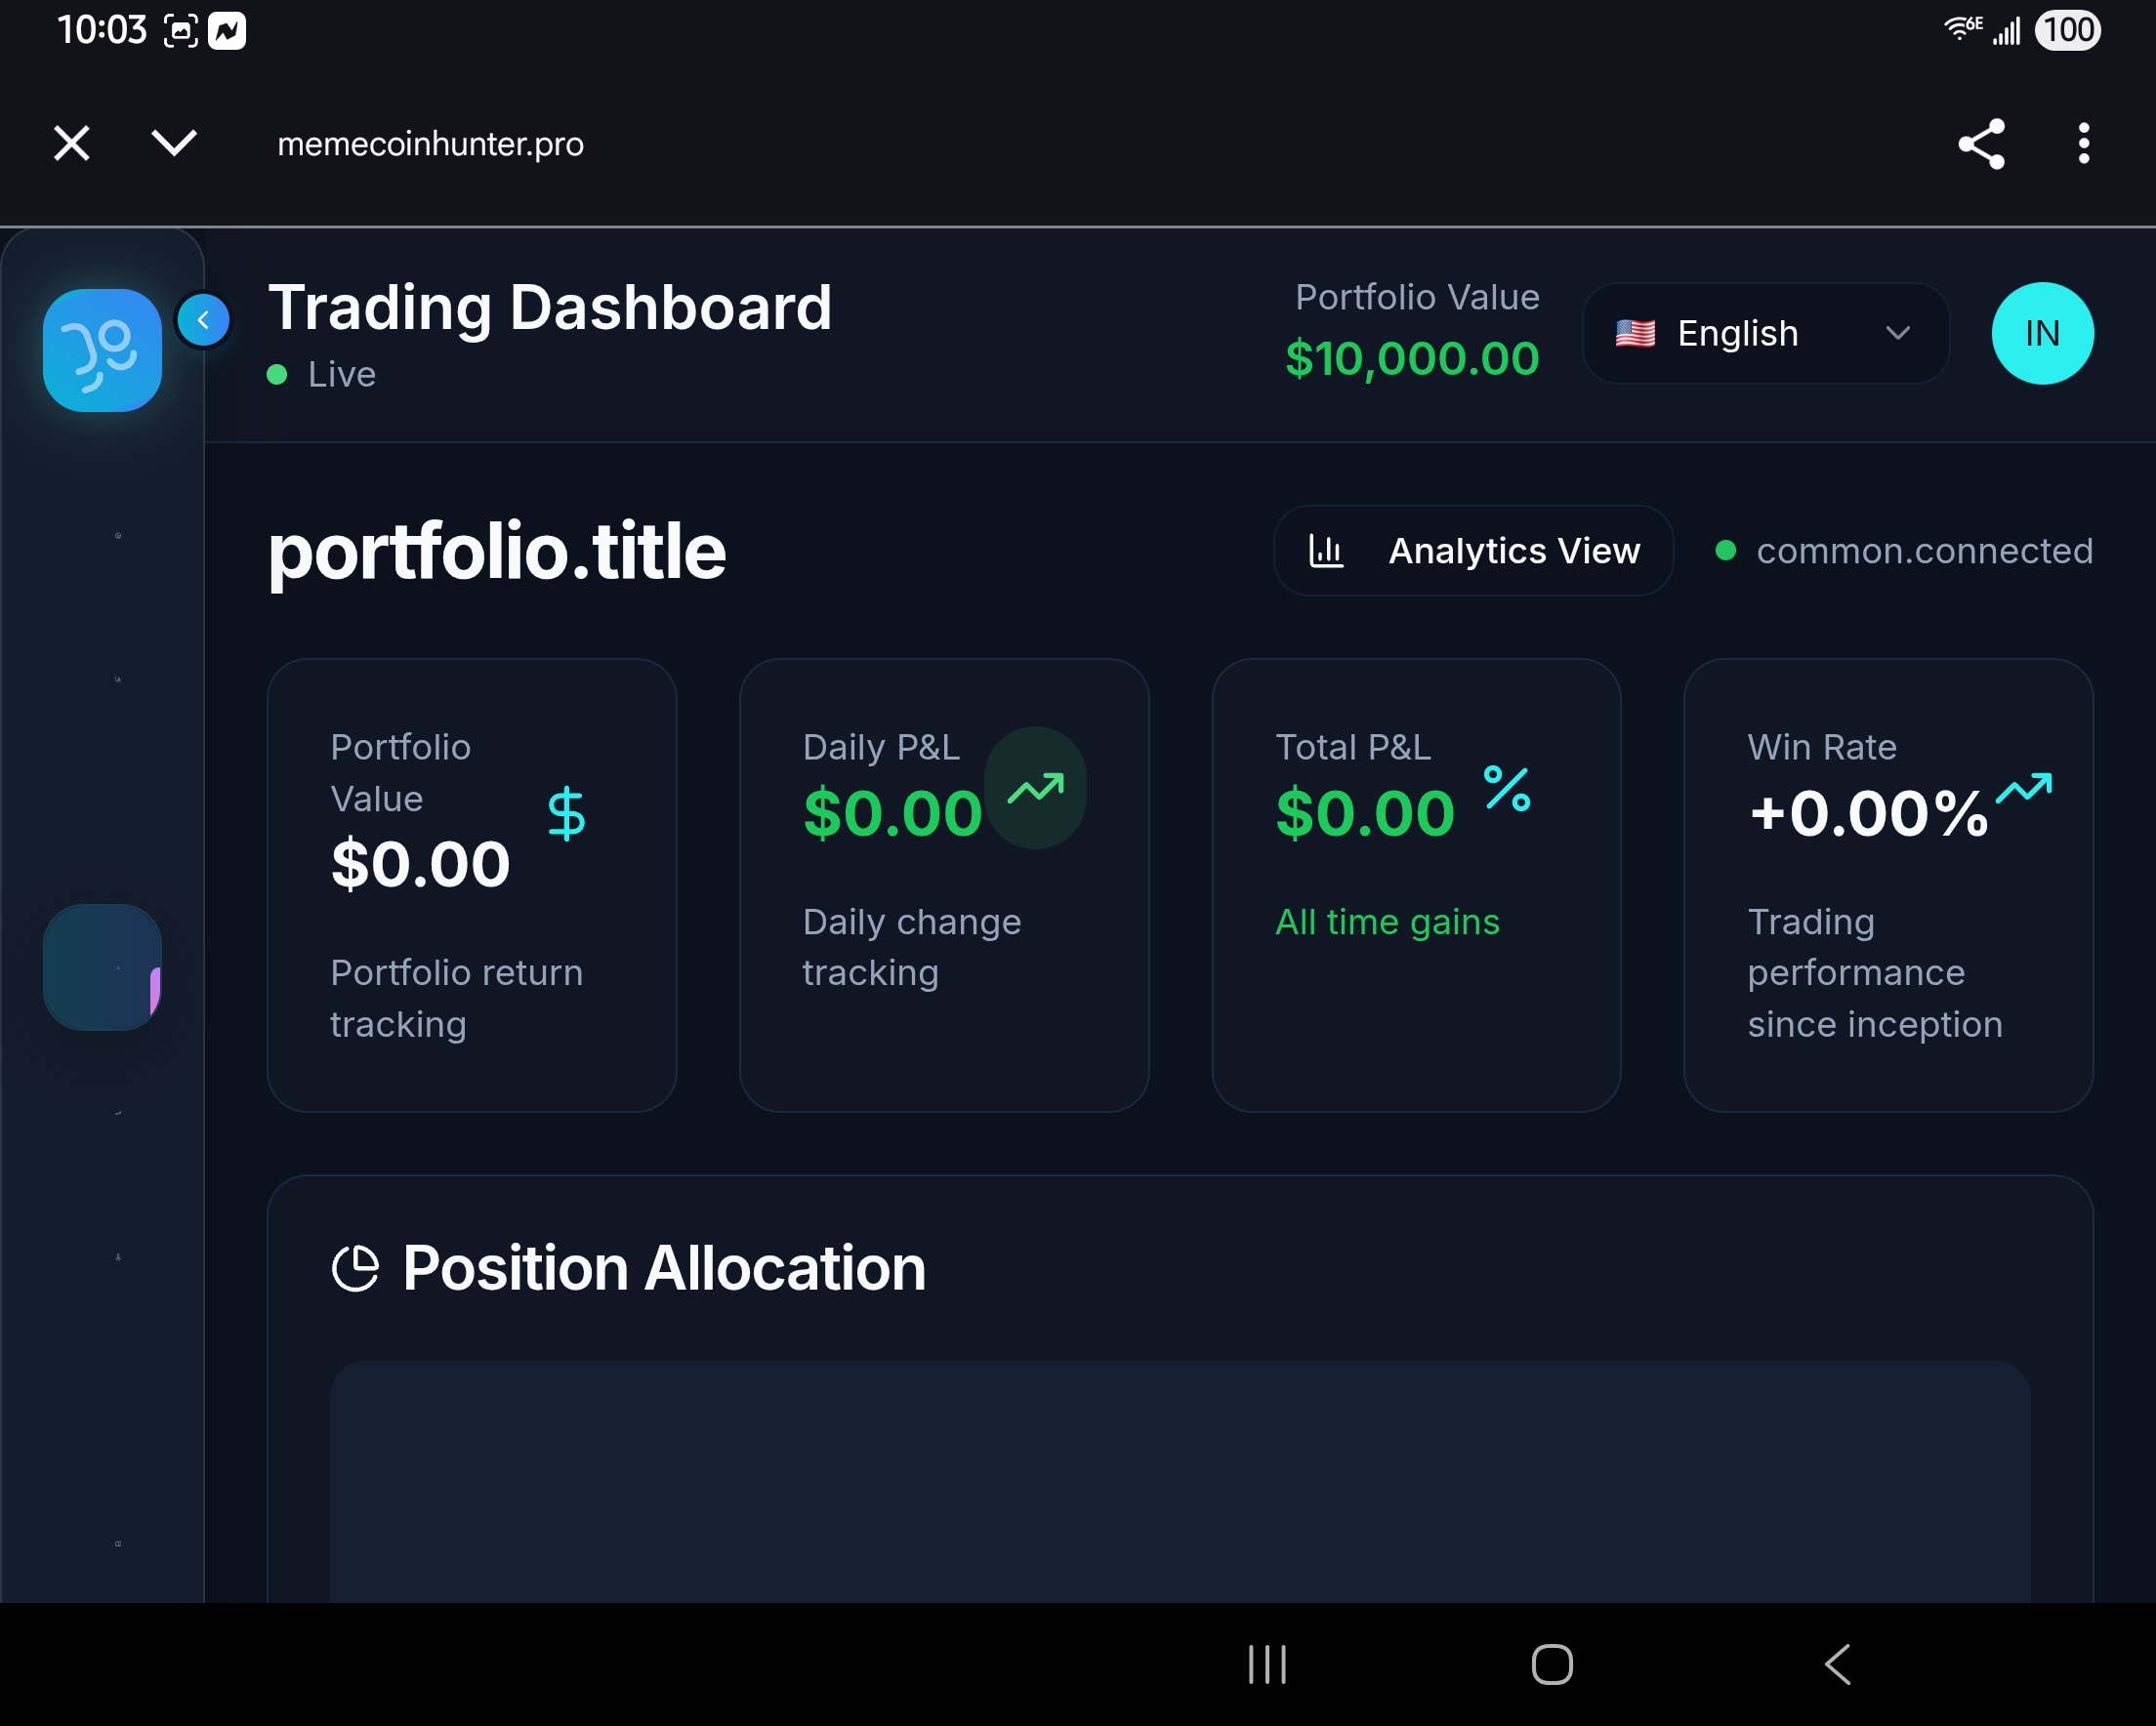 10:03
6E
100
memecoinhunter.pro
Trading Dashboard
Live
Portfolio Value
$10,000.00
🇺🇸 English
IN
portfolio.title
Analytics View
common.connected
Portfolio
Value
$0.00
Portfolio return
tracking
Daily P&L
$0.00
Daily change
tracking
Total P&L
$0.00
All time gains
Win Rate
+0.00%
Trading
performance
since inception
Position Allocation